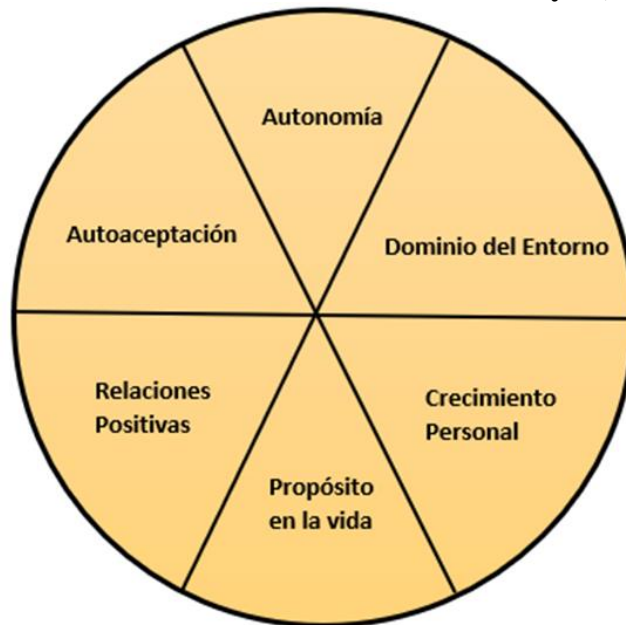 Autonomía
Autoaceptación
Dominio del Entorno
Relaciones
Positivas
Crecimiento
Personal
Propósito
en la vida